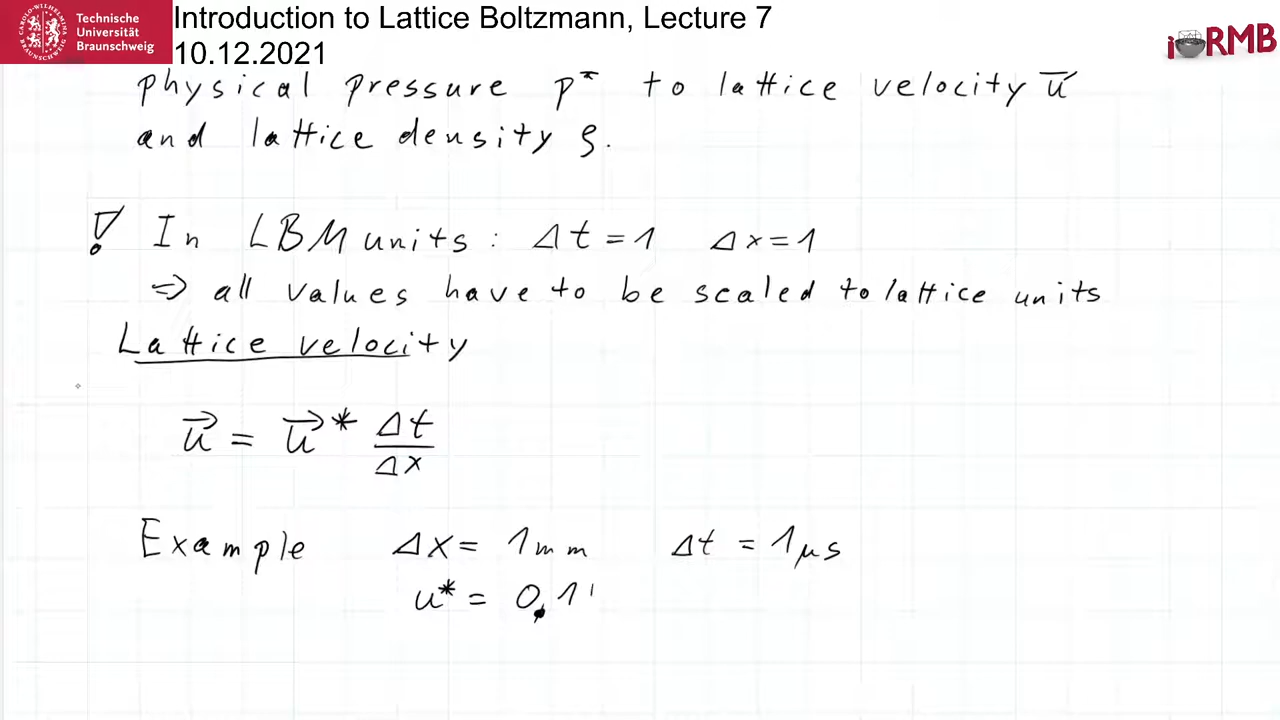 Technische
Universität
Braunschweig
Introduction to Lattice Boltzmann, Lecture 7
10.12.2021
iRMB
physical pressure p* to lattice velocity u⃗
and lattice density ρ.
! In LBM units: Δt=1 Δx=1
⇒ all values have to be scaled to lattice units
Lattice velocity
u⃗ = u⃗* Δt/Δx
Example Δx = 1mm Δt = 1μs
u* = 0.1